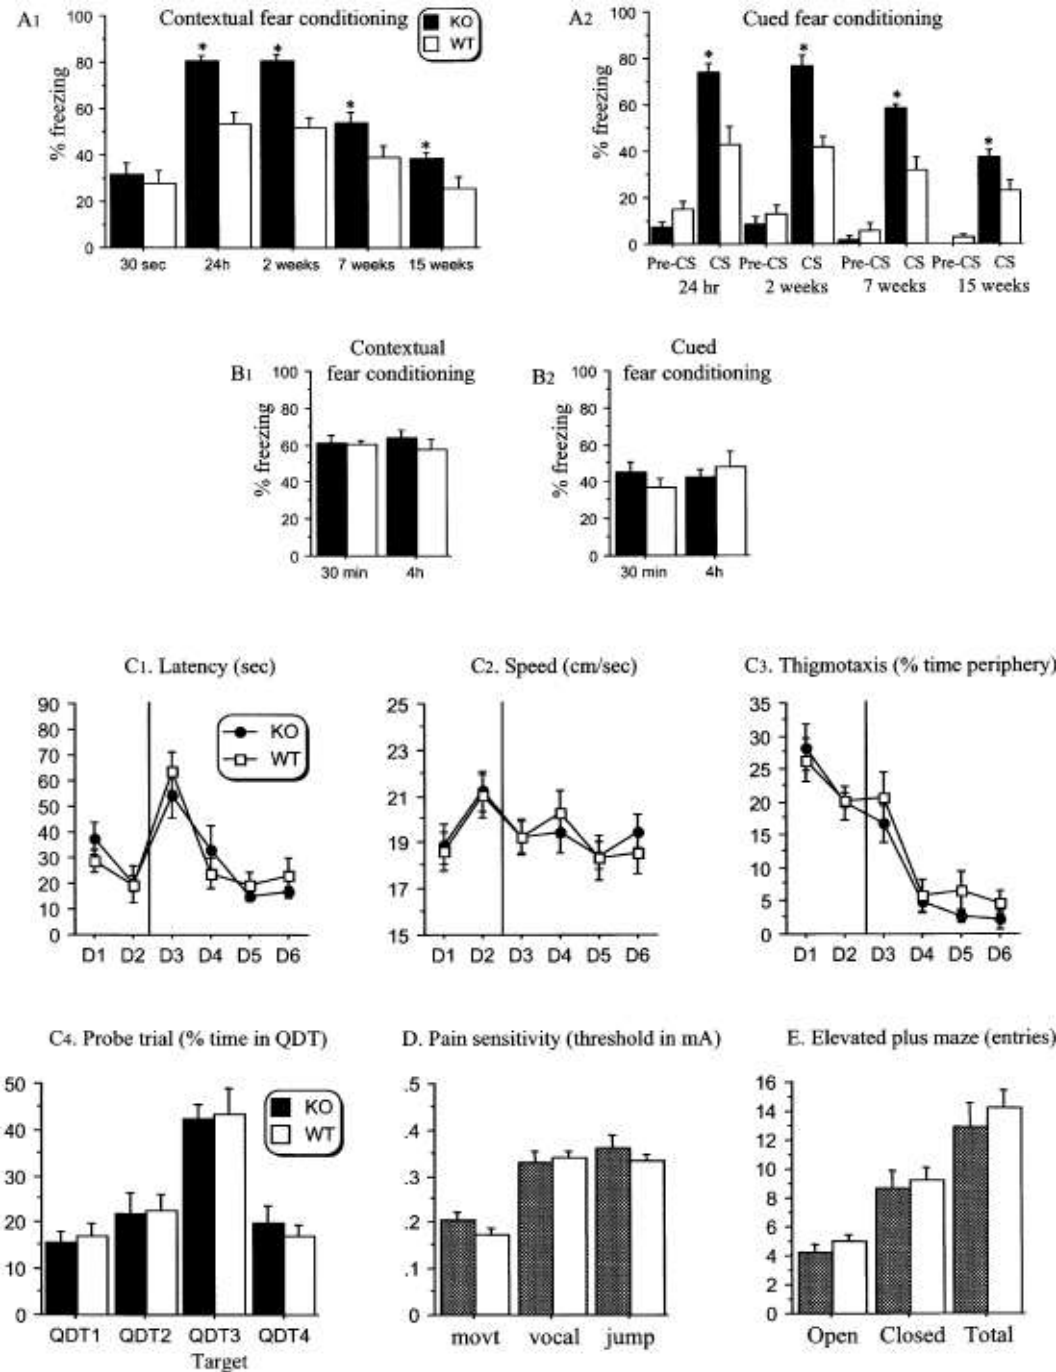 A1 Contextual fear conditioning
KO
WT
% freezing
100
80
60
40
20
0
* * * *
30 sec 24h 2 weeks 7 weeks 15 weeks
A2 Cued fear conditioning
% freezing
100
80
60
40
20
0
* * * *
Pre-CS CS Pre-CS CS Pre-CS CS Pre-CS CS
24 hr 2 weeks 7 weeks 15 weeks
B1 Contextual
fear conditioning
% freezing
100
80
60
40
20
0
30 min 4h
B2 Cued
fear conditioning
% freezing
100
80
60
40
20
0
30 min 4h
C1. Latency (sec)
KO
WT
90
80
70
60
50
40
30
20
10
0
D1 D2 D3 D4 D5 D6
C2. Speed (cm/sec)
25
23
21
19
17
15
D1 D2 D3 D4 D5 D6
C3. Thigmotaxis (% time periphery)
35
30
25
20
15
10
5
0
D1 D2 D3 D4 D5 D6
C4. Probe trial (% time in QDT)
KO
WT
50
40
30
20
10
0
QDT1 QDT2 QDT3 QDT4
Target
D. Pain sensitivity (threshold in mA)
.5
.4
.3
.2
.1
0
movt vocal jump
E. Elevated plus maze (entries)
16
14
12
10
8
6
4
2
0
Open Closed Total